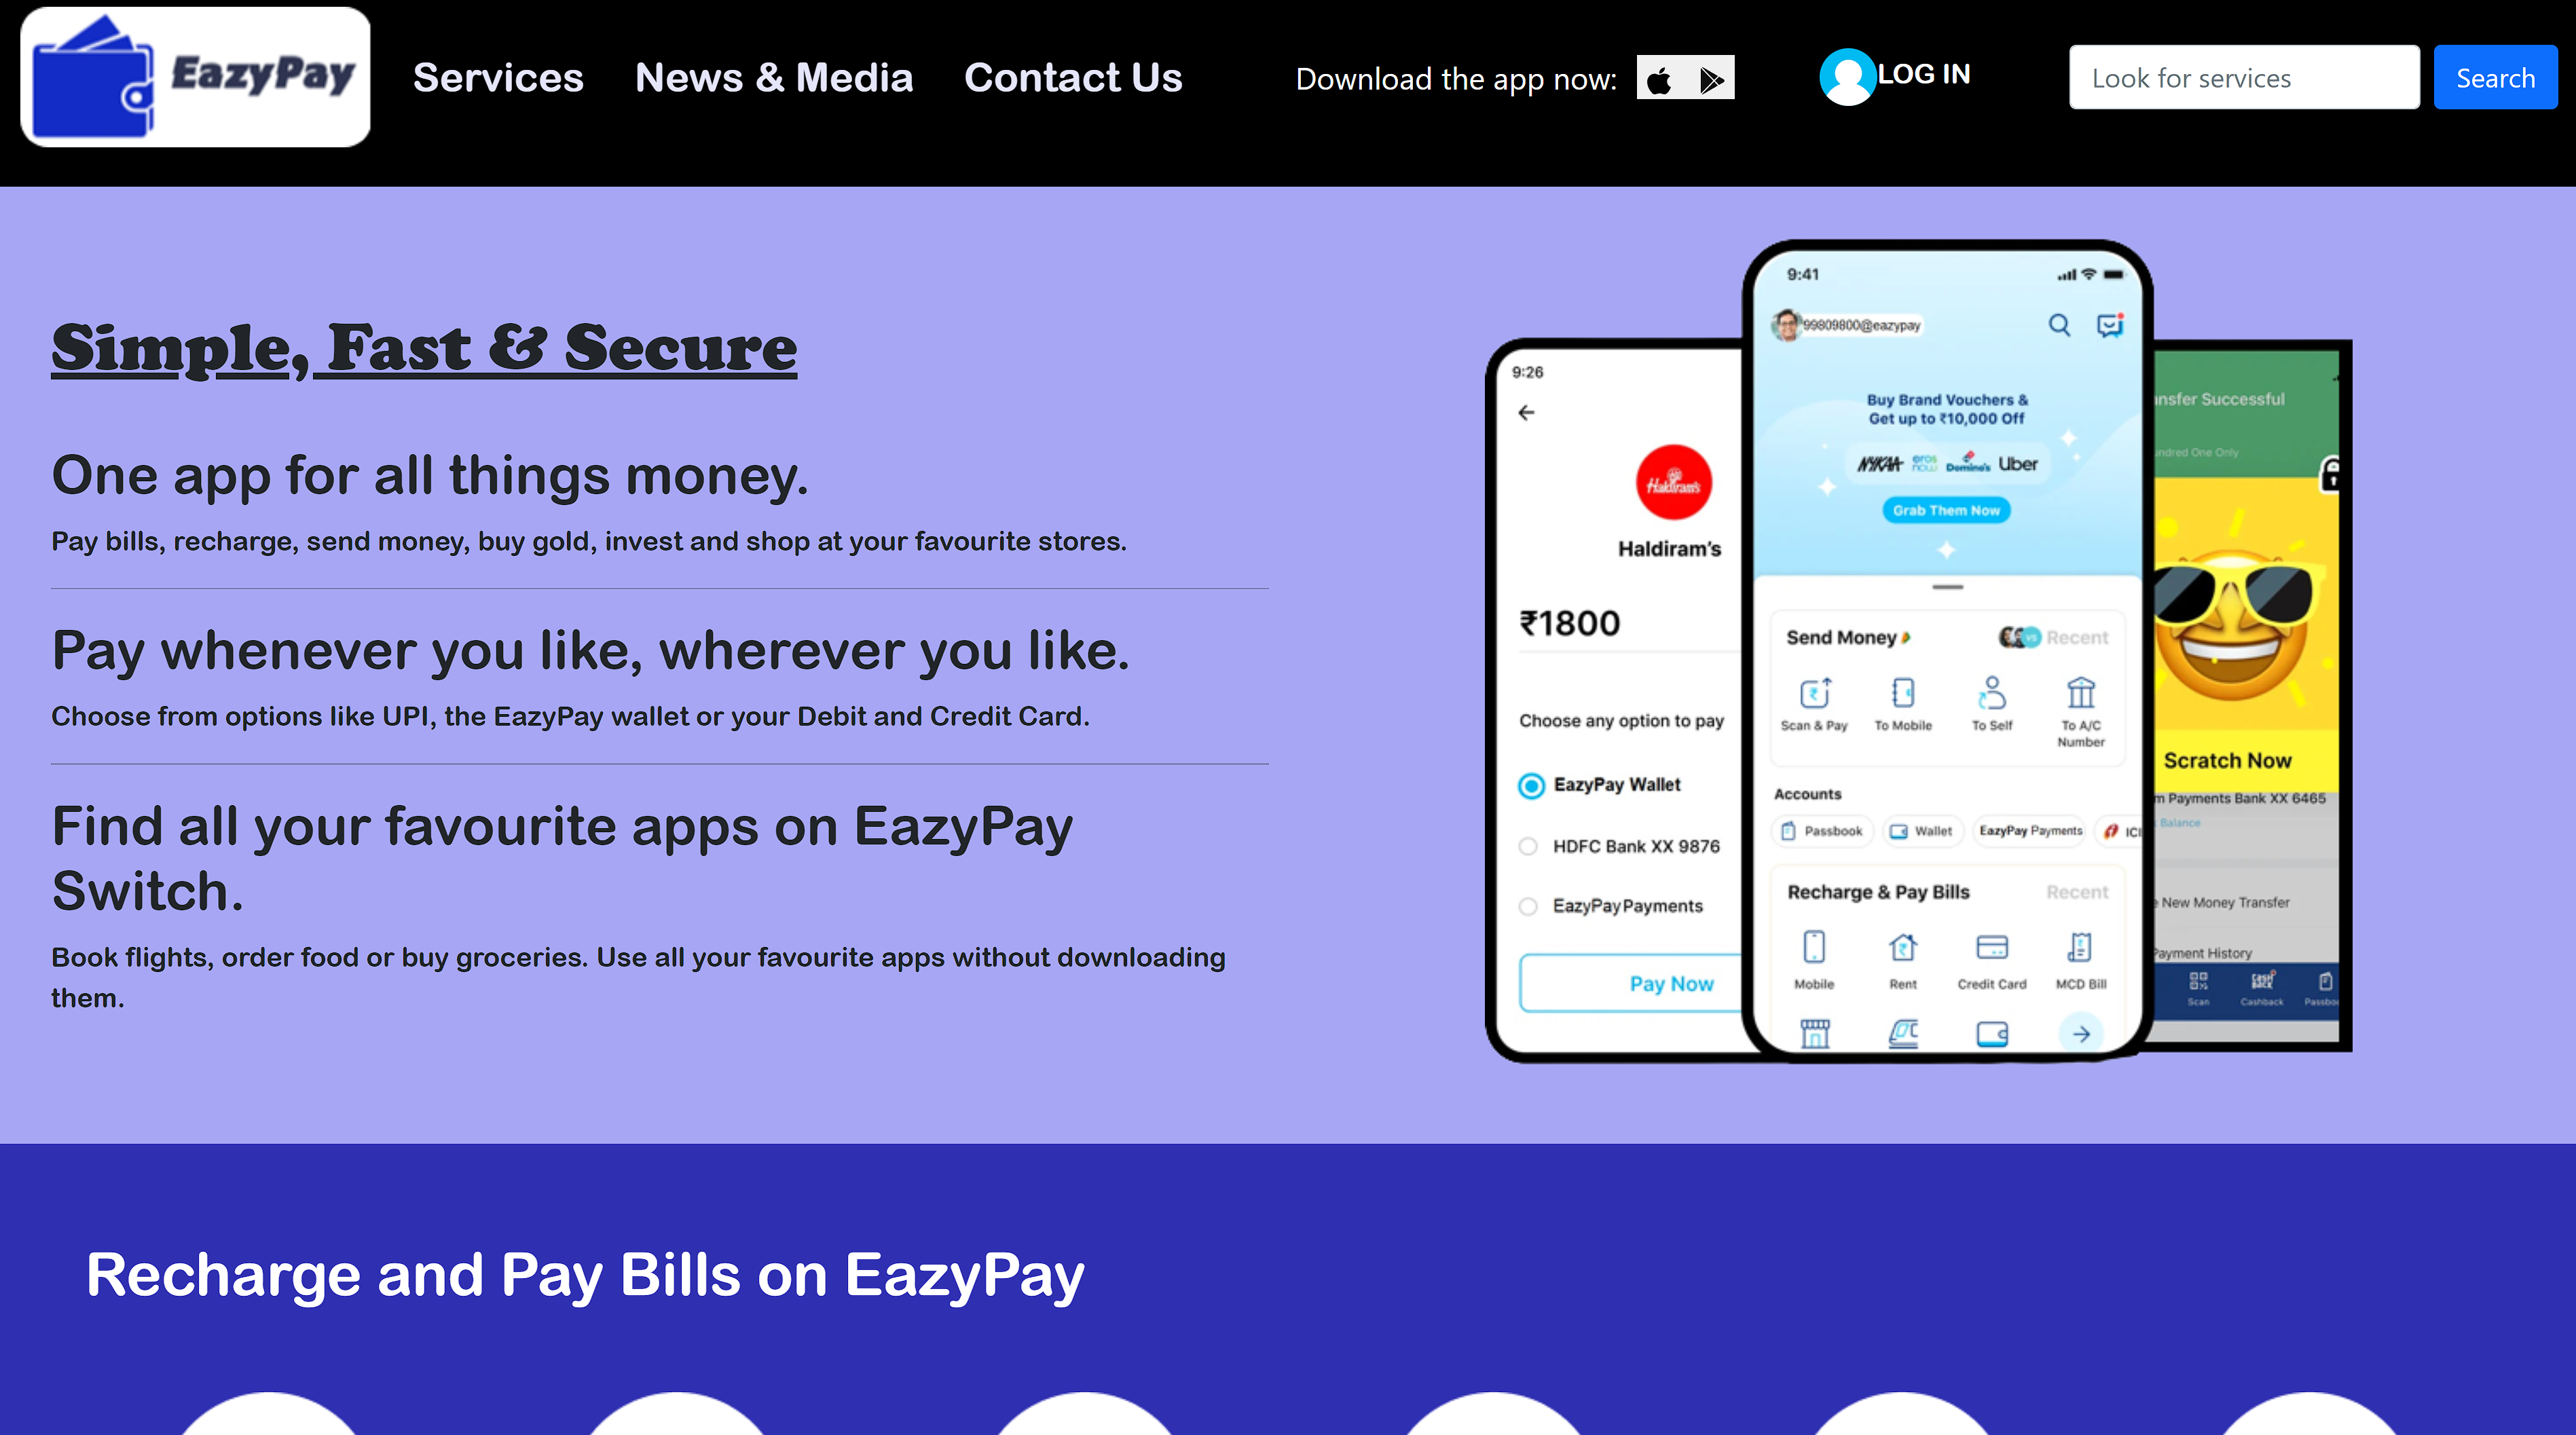 EazyPay
Services
News & Media
Contact Us
Download the app now:
LOG IN
Look for services
Search
Simple, Fast & Secure
One app for all things money.
Pay bills, recharge, send money, buy gold, invest and shop at your favourite stores.
Pay whenever you like, wherever you like.
Choose from options like UPI, the EazyPay wallet or your Debit and Credit Card.
Find all your favourite apps on EazyPay
Switch.
Book flights, order food or buy groceries. Use all your favourite apps without downloading
them.
9:26
Haldiram's
Haldiram's
₹1800
Choose any option to pay
EazyPay Wallet
HDFC Bank XX 9876
EazyPay Payments
Pay Now
9:41
99809800@eazypay
Buy Brand Vouchers &
Get up to ₹10,000 Off
NYKAA eros now Domino's Uber
Grab Them Now
Send Money
Recent
Scan & Pay
To Mobile
To Self
To A/C
Number
Accounts
Passbook
Wallet
EazyPay Payments
ICI
Recharge & Pay Bills
Recent
Mobile
Rent
Credit Card
MCD Bill
nsfer Successful
undred One Only
Scratch Now
m Payments Bank XX 6465
Balance
New Money Transfer
Payment History
Scan
Cashback
Passboo
Recharge and Pay Bills on EazyPay